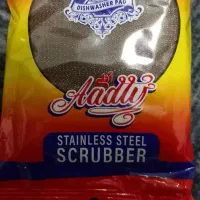 DISHWASHER PAD
Aadly
STAINLESS STEEL
SCRUBBER